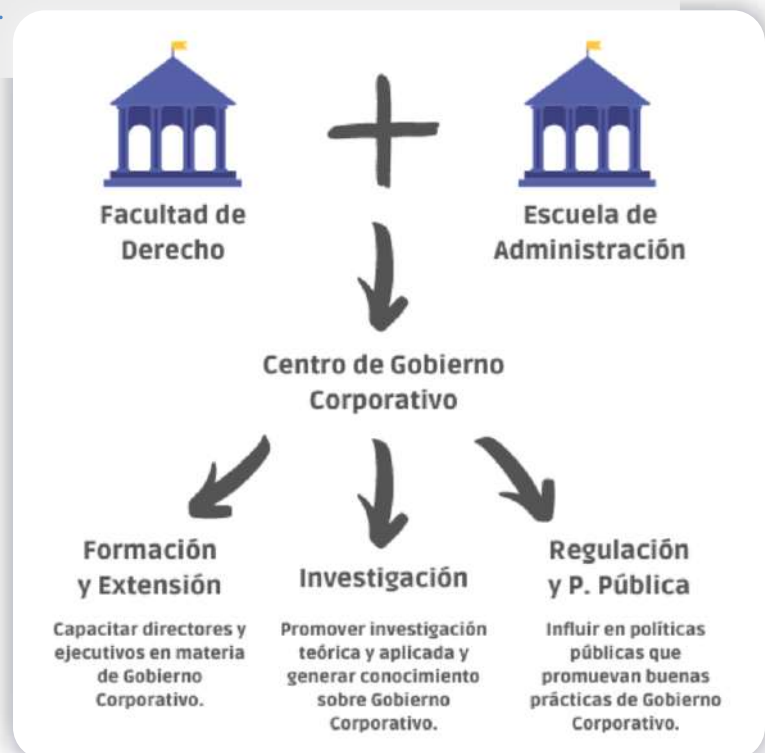 Facultad de
Derecho
Escuela de
Administración
Centro de Gobierno
Corporativo
Formación
y Extensión
Capacitar directores y
ejecutivos en materia
de Gobierno
Corporativo.
Investigación
Promover investigación
teórica y aplicada y
generar conocimiento
sobre Gobierno
Corporativo.
Regulación
y P. Pública
Influir en políticas
públicas que
promuevan buenas
prácticas de Gobierno
Corporativo.